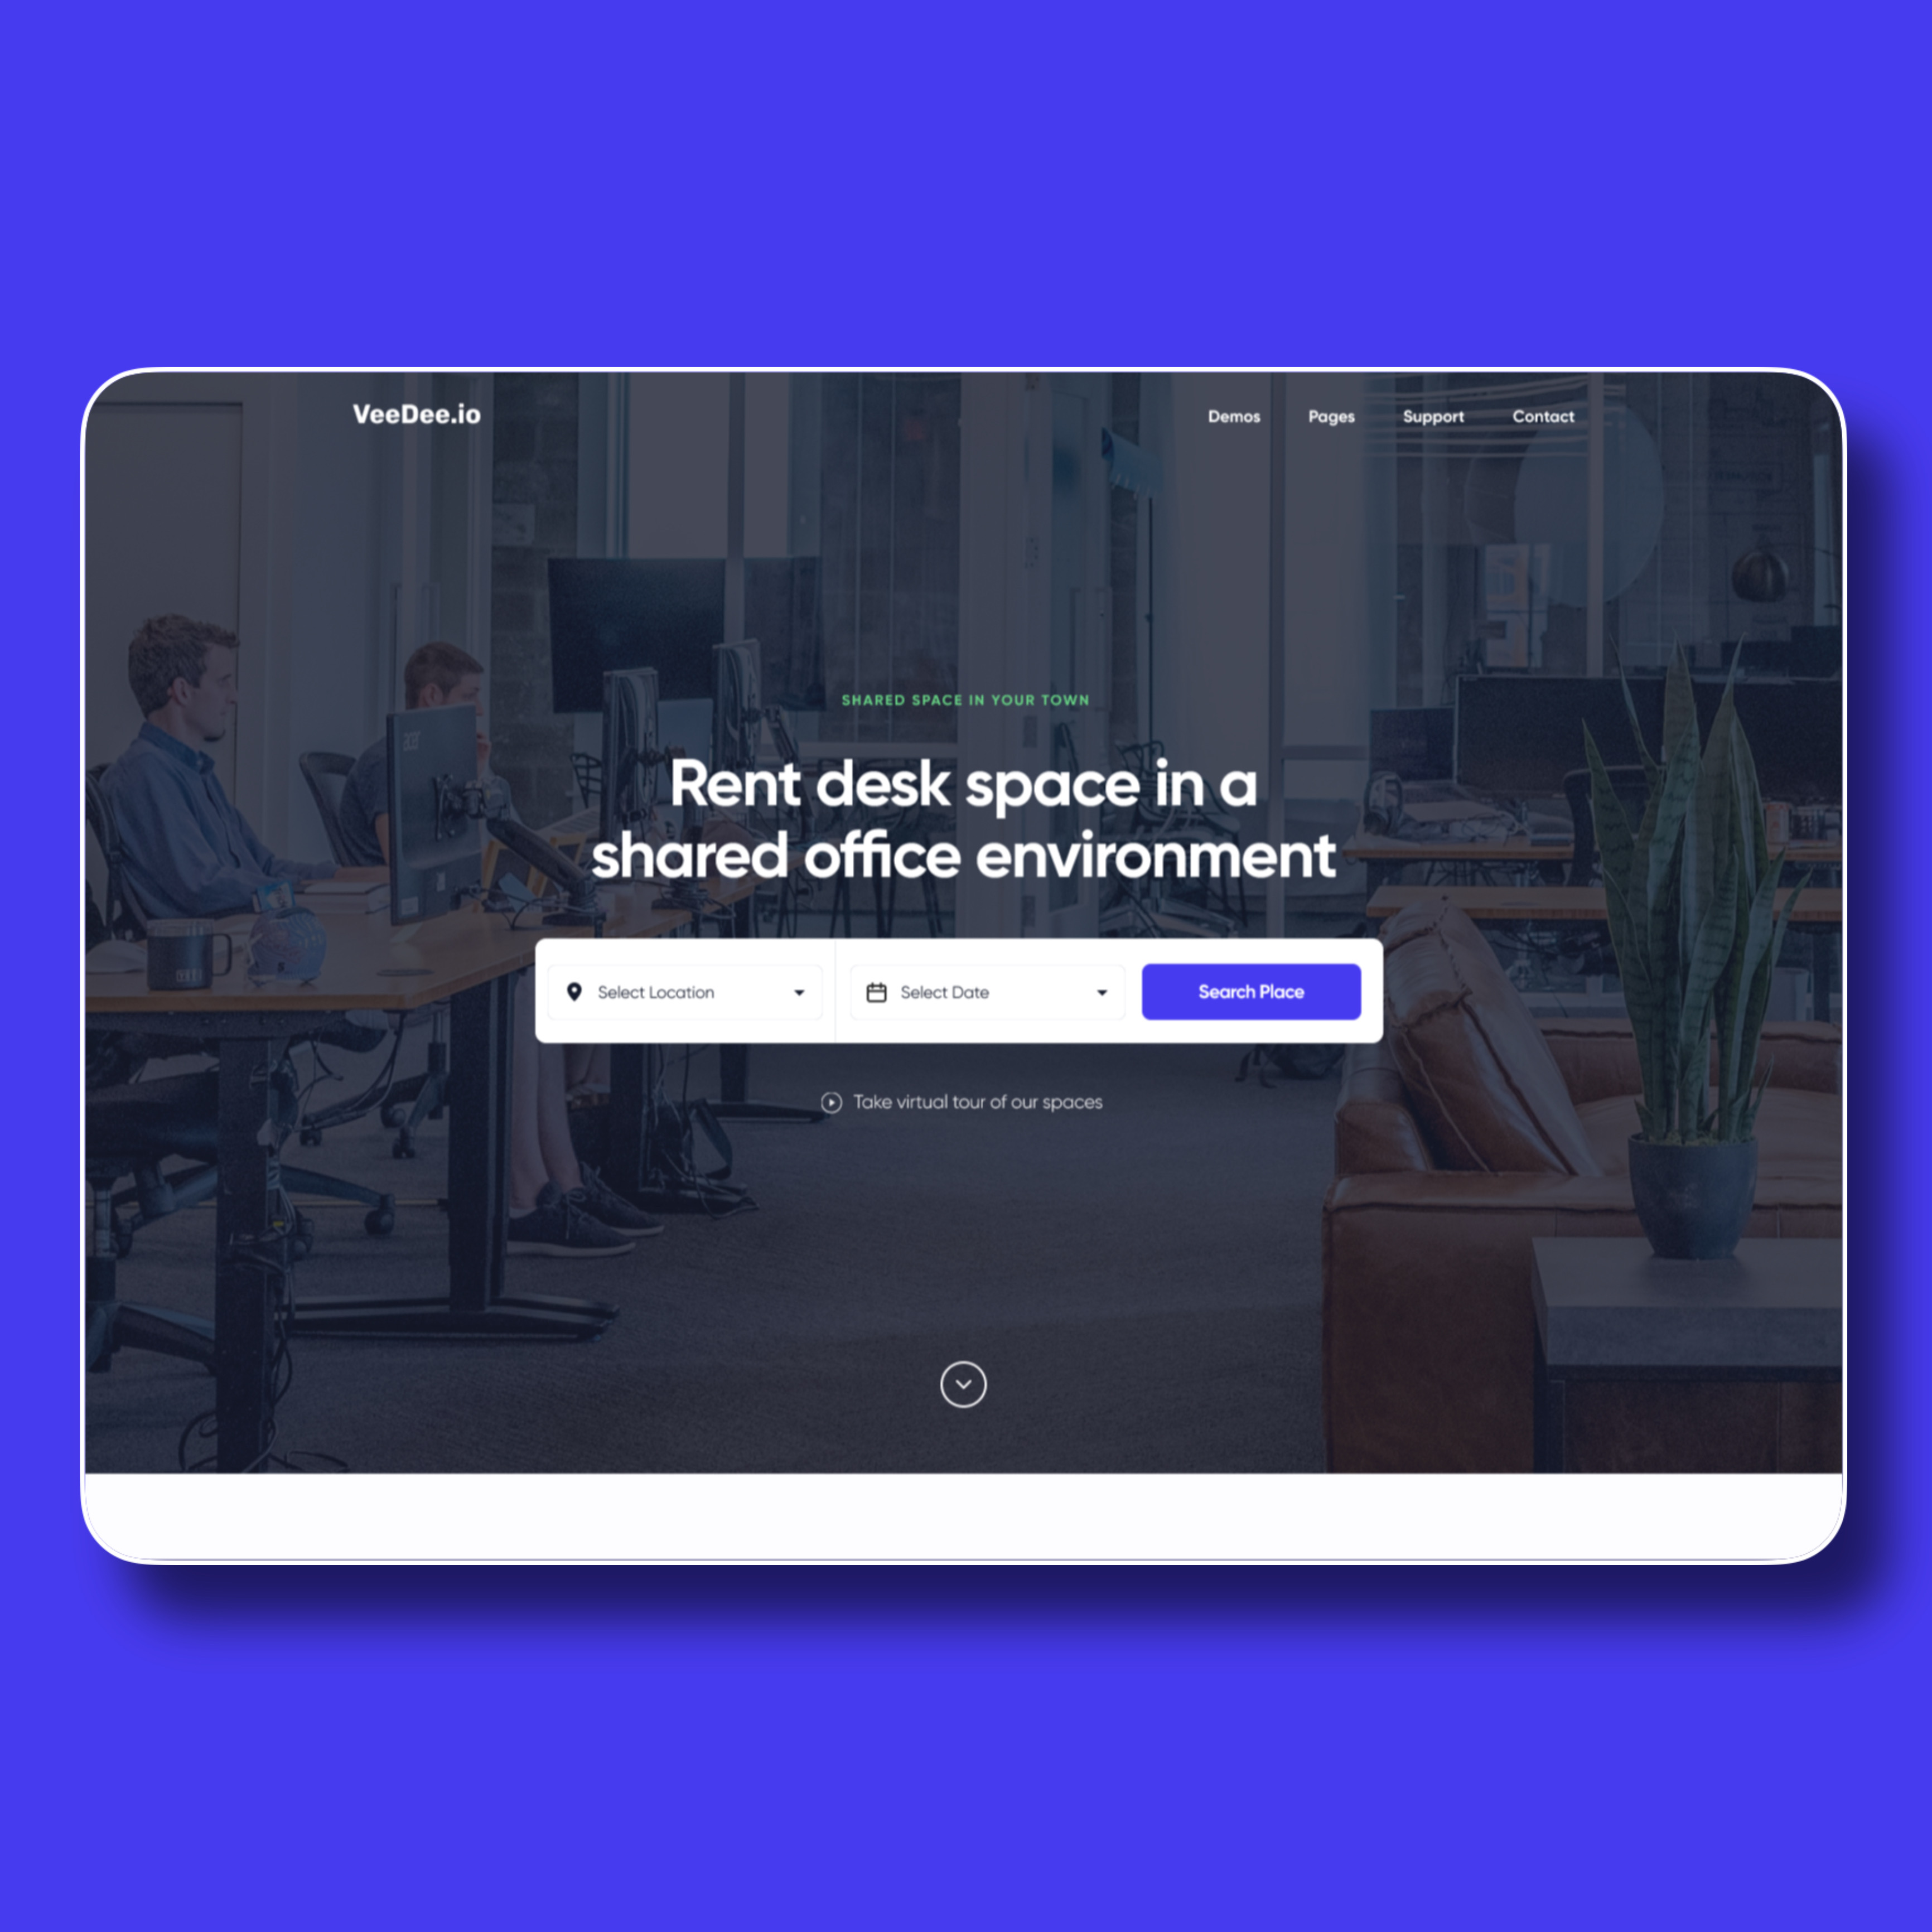 VeeDee.io
Demos Pages Support Contact
SHARED SPACE IN YOUR TOWN
Rent desk space in a
shared office environment
Select Location
Select Date
Search Place
Take virtual tour of our spaces
acer